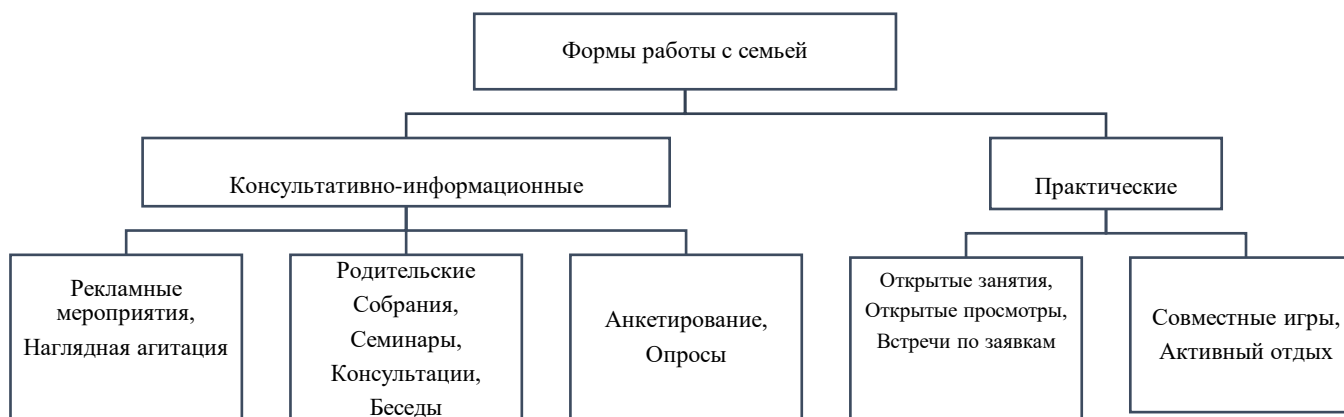 Формы работы с семьей
Консультативно-информационные
Практические
Рекламные
мероприятия,
Наглядная агитация
Родительские
Собрания,
Семинары,
Консультации,
Беседы
Анкетирование,
Опросы
Открытые занятия,
Открытые просмотры,
Встречи по заявкам
Совместные игры,
Активный отдых